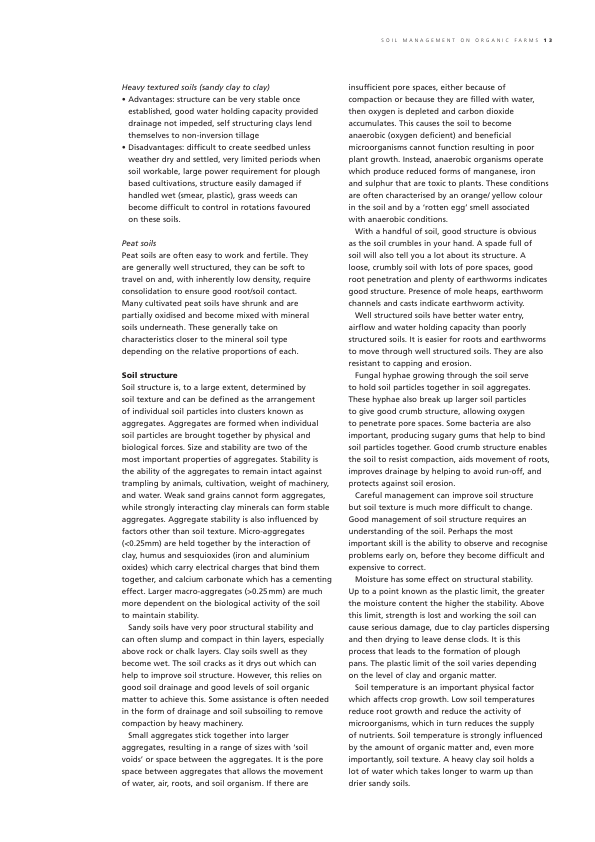 SOIL MANAGEMENT ON ORGANIC FARMS 13
Heavy textured soils (sandy clay to clay)
• Advantages: structure can be very stable once
established, good water holding capacity provided
drainage not impeded, self structuring clays lend
themselves to non-inversion tillage
• Disadvantages: difficult to create seedbed unless
weather dry and settled, very limited periods when
soil workable, large power requirement for plough
based cultivations, structure easily damaged if
handled wet (smear, plastic), grass weeds can
become difficult to control in rotations favoured
on these soils.
Peat soils
Peat soils are often easy to work and fertile. They
are generally well structured, they can be soft to
travel on and, with inherently low density, require
consolidation to ensure good root/soil contact.
Many cultivated peat soils have shrunk and are
partially oxidised and become mixed with mineral
soils underneath. These generally take on
characteristics closer to the mineral soil type
depending on the relative proportions of each.
Soil structure
Soil structure is, to a large extent, determined by
soil texture and can be defined as the arrangement
of individual soil particles into clusters known as
aggregates. Aggregates are formed when individual
soil particles are brought together by physical and
biological forces. Size and stability are two of the
most important properties of aggregates. Stability is
the ability of the aggregates to remain intact against
trampling by animals, cultivation, weight of machinery,
and water. Weak sand grains cannot form aggregates,
while strongly interacting clay minerals can form stable
aggregates. Aggregate stability is also influenced by
factors other than soil texture. Micro-aggregates
(<0.25mm) are held together by the interaction of
clay, humus and sesquioxides (iron and aluminium
oxides) which carry electrical charges that bind them
together, and calcium carbonate which has a cementing
effect. Larger macro-aggregates (>0.25mm) are much
more dependent on the biological activity of the soil
to maintain stability.
Sandy soils have very poor structural stability and
can often slump and compact in thin layers, especially
above rock or chalk layers. Clay soils swell as they
become wet. The soil cracks as it drys out which can
help to improve soil structure. However, this relies on
good soil drainage and good levels of soil organic
matter to achieve this. Some assistance is often needed
in the form of drainage and soil subsoiling to remove
compaction by heavy machinery.
Small aggregates stick together into larger
aggregates, resulting in a range of sizes with ‘soil
voids’ or space between the aggregates. It is the pore
space between aggregates that allows the movement
of water, air, roots, and soil organism. If there are
insufficient pore spaces, either because of
compaction or because they are filled with water,
then oxygen is depleted and carbon dioxide
accumulates. This causes the soil to become
anaerobic (oxygen deficient) and beneficial
microorganisms cannot function resulting in poor
plant growth. Instead, anaerobic organisms operate
which produce reduced forms of manganese, iron
and sulphur that are toxic to plants. These conditions
are often characterised by an orange/ yellow colour
in the soil and by a ‘rotten egg’ smell associated
with anaerobic conditions.
With a handful of soil, good structure is obvious
as the soil crumbles in your hand. A spade full of
soil will also tell you a lot about its structure. A
loose, crumbly soil with lots of pore spaces, good
root penetration and plenty of earthworms indicates
good structure. Presence of mole heaps, earthworm
channels and casts indicate earthworm activity.
Well structured soils have better water entry,
airflow and water holding capacity than poorly
structured soils. It is easier for roots and earthworms
to move through well structured soils. They are also
resistant to capping and erosion.
Fungal hyphae growing through the soil serve
to hold soil particles together in soil aggregates.
These hyphae also break up larger soil particles
to give good crumb structure, allowing oxygen
to penetrate pore spaces. Some bacteria are also
important, producing sugary gums that help to bind
soil particles together. Good crumb structure enables
the soil to resist compaction, aids movement of roots,
improves drainage by helping to avoid run-off, and
protects against soil erosion.
Careful management can improve soil structure
but soil texture is much more difficult to change.
Good management of soil structure requires an
understanding of the soil. Perhaps the most
important skill is the ability to observe and recognise
problems early on, before they become difficult and
expensive to correct.
Moisture has some effect on structural stability.
Up to a point known as the plastic limit, the greater
the moisture content the higher the stability. Above
this limit, strength is lost and working the soil can
cause serious damage, due to clay particles dispersing
and then drying to leave dense clods. It is this
process that leads to the formation of plough
pans. The plastic limit of the soil varies depending
on the level of clay and organic matter.
Soil temperature is an important physical factor
which affects crop growth. Low soil temperatures
reduce root growth and reduce the activity of
microorganisms, which in turn reduces the supply
of nutrients. Soil temperature is strongly influenced
by the amount of organic matter and, even more
importantly, soil texture. A heavy clay soil holds a
lot of water which takes longer to warm up than
drier sandy soils.